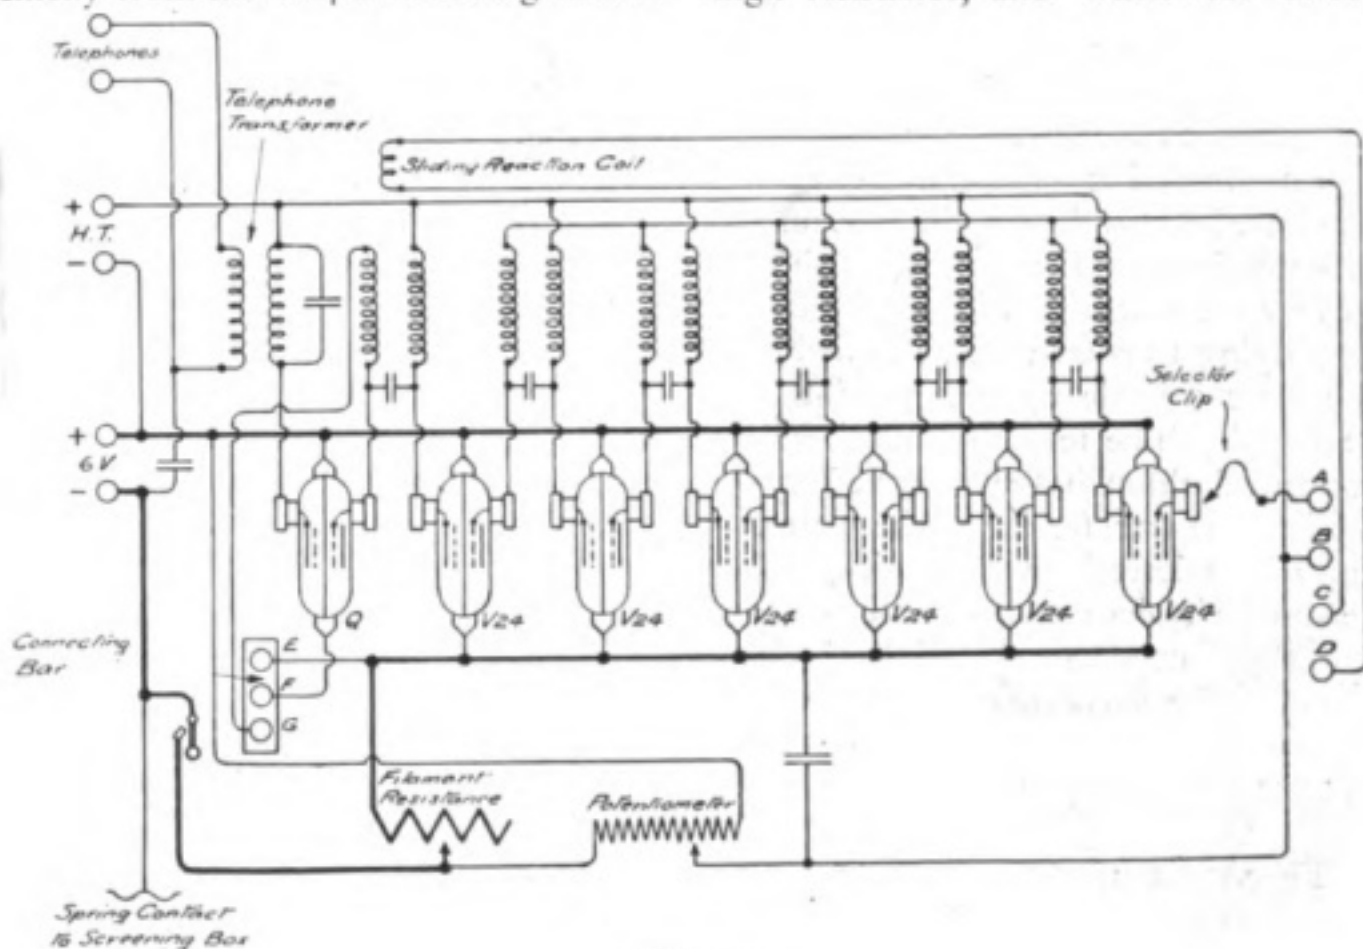 Telephones
Telephone
Transformer
Sliding Reaction Coil
+
H.T.
-
Selector
Clip
+
6V
-
A
B
C
D
Q
V24
V24
V24
V24
V24
V24
Connecting
Bar
E
F
G
Filament
Resistance
Potentiometer
Spring Contact
to Screening Box